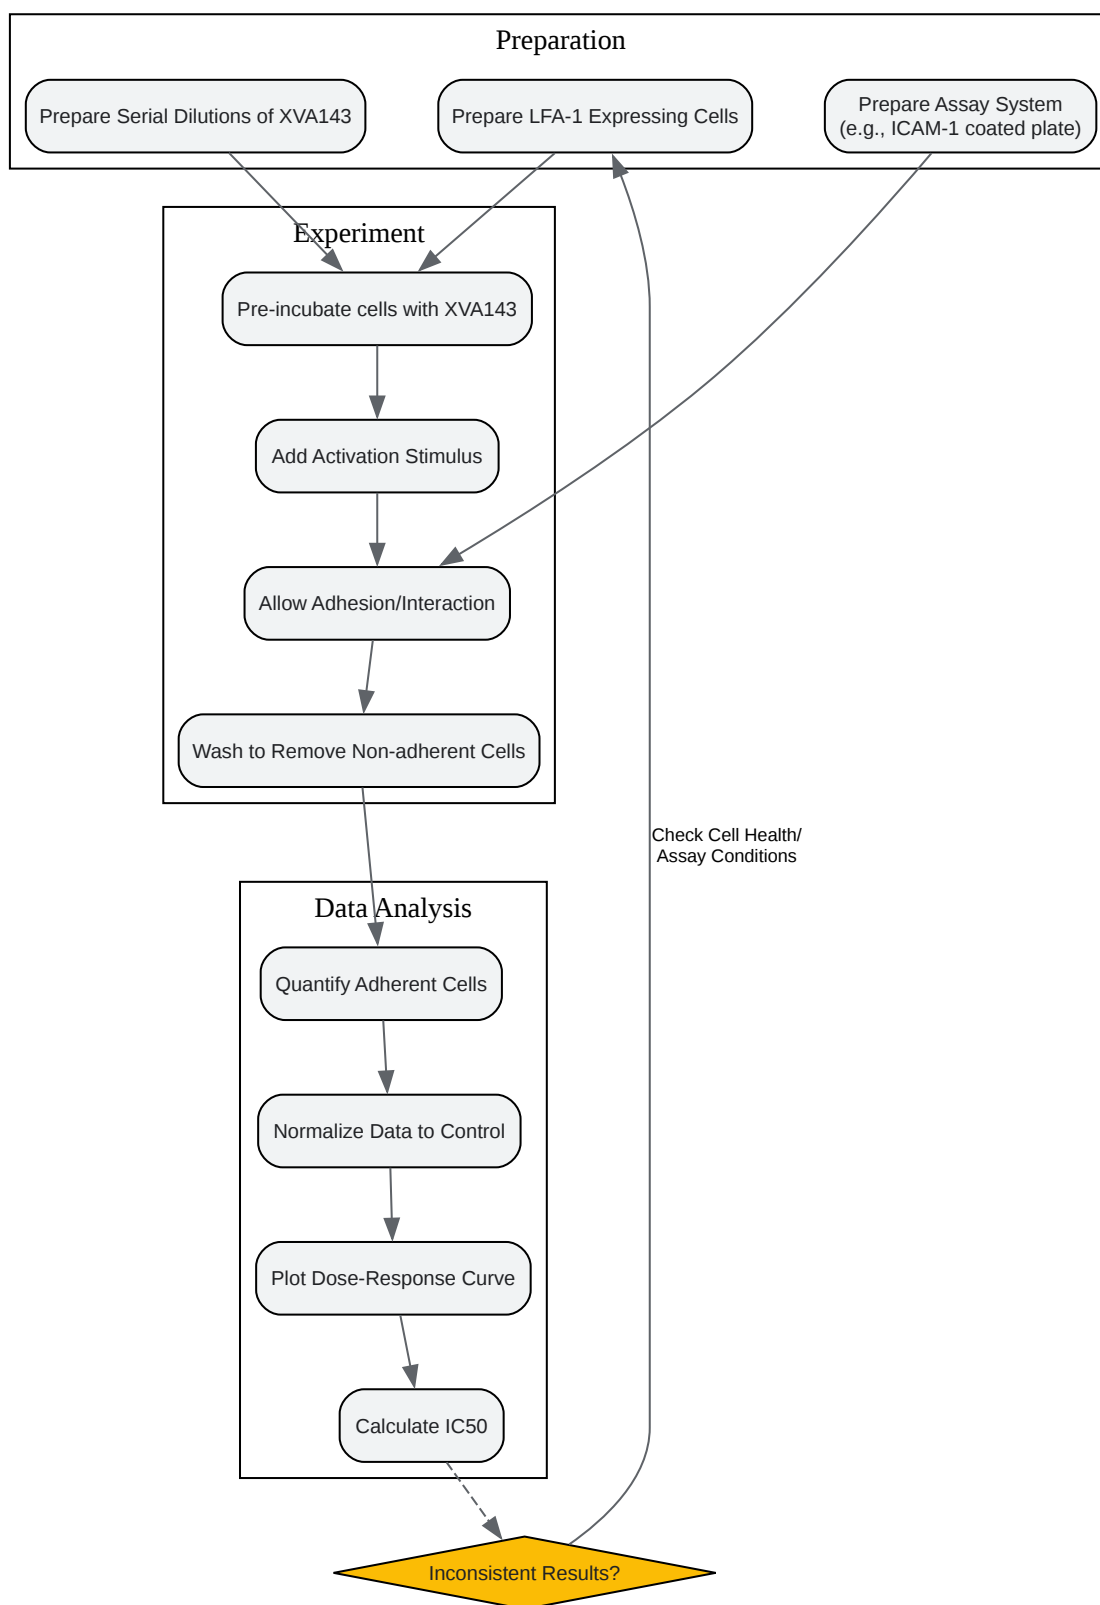 Preparation
Prepare Serial Dilutions of XVA143
Prepare LFA-1 Expressing Cells
Prepare Assay System
(e.g., ICAM-1 coated plate)
Experiment
Pre-incubate cells with XVA143
Add Activation Stimulus
Allow Adhesion/Interaction
Wash to Remove Non-adherent Cells
Check Cell Health/
Assay Conditions
Data Analysis
Quantify Adherent Cells
Normalize Data to Control
Plot Dose-Response Curve
Calculate IC50
Inconsistent Results?